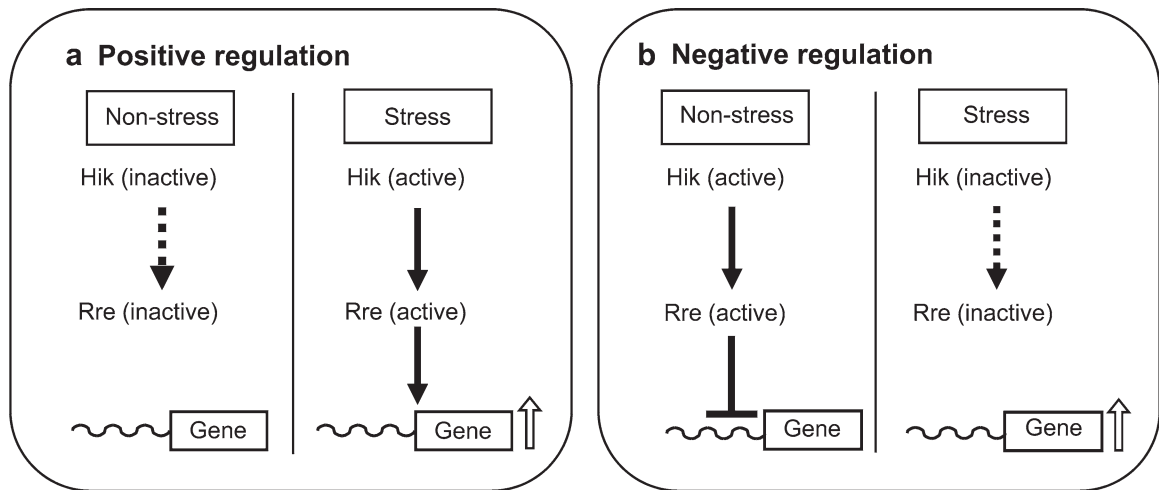 a Positive regulation
Non-stress
Hik (inactive)
Rre (inactive)
Gene
Stress
Hik (active)
Rre (active)
Gene
b Negative regulation
Non-stress
Hik (active)
Rre (active)
Gene
Stress
Hik (inactive)
Rre (inactive)
Gene